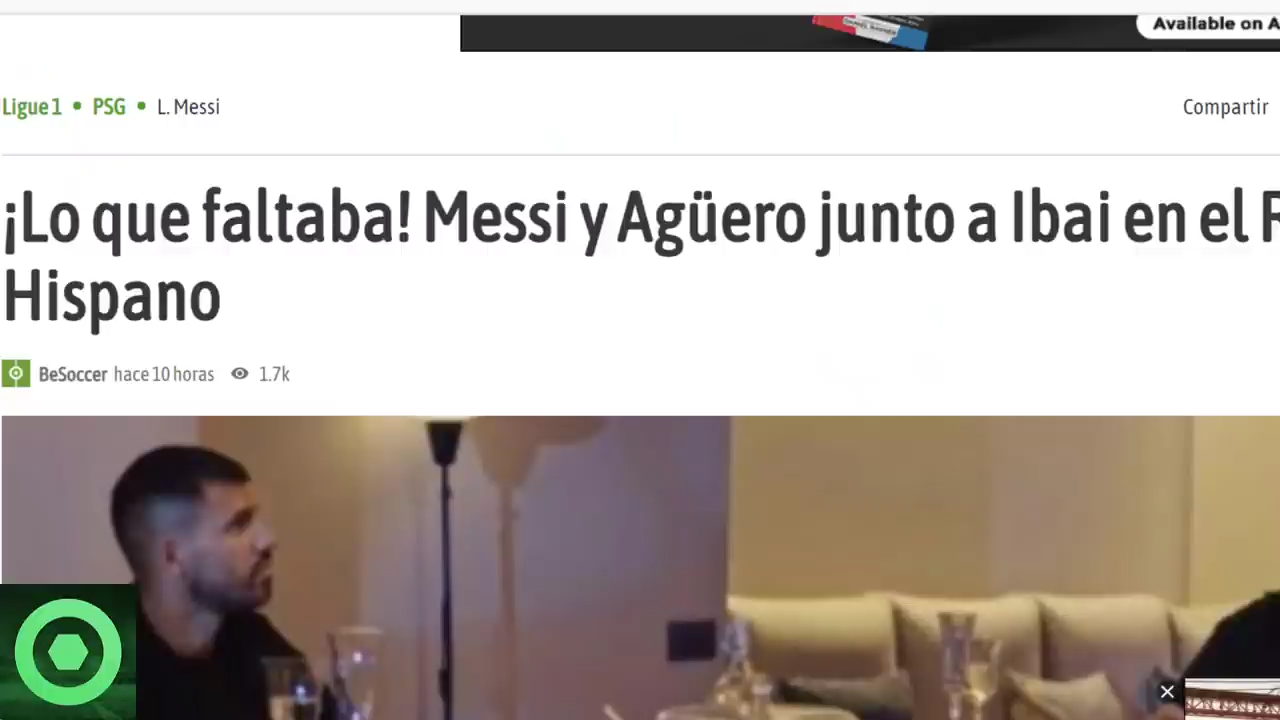 Available on A
Ligue 1 • PSG • L. Messi
Compartir
¡Lo que faltaba! Messi y Agüero junto a Ibai en el
Hispano
BeSoccer hace 10 horas 1.7k